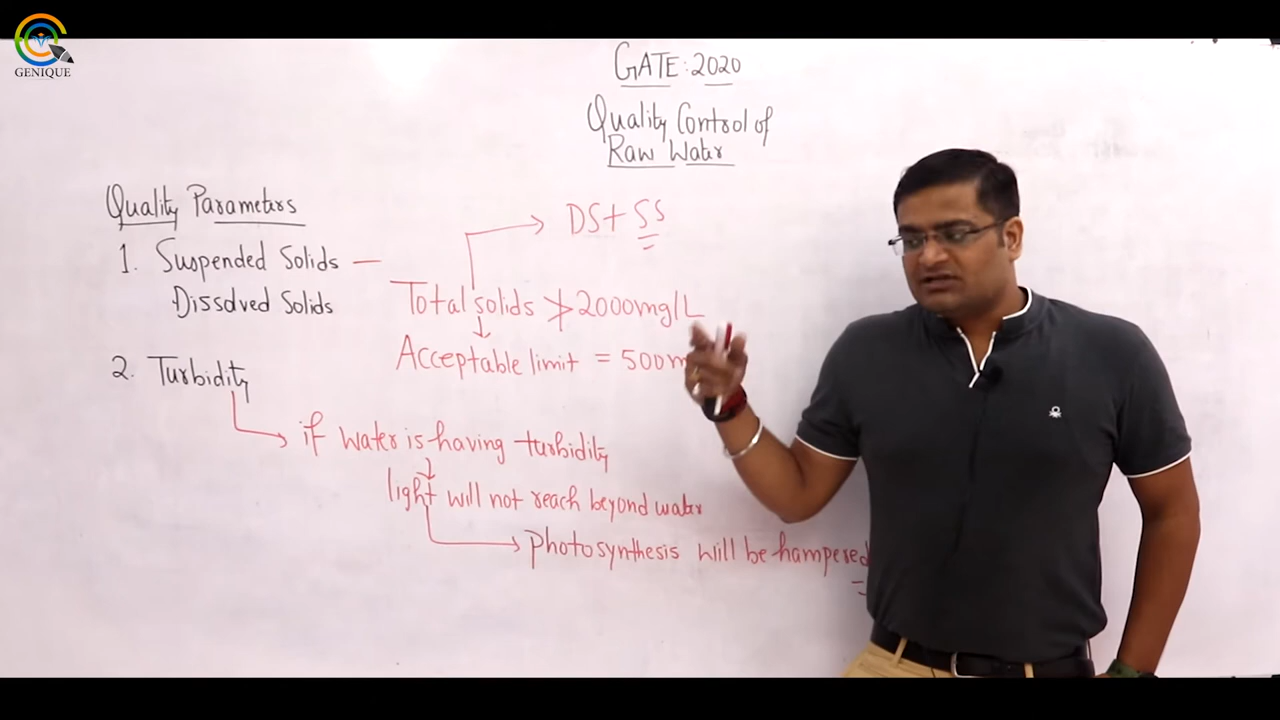 GENIQUE
GATE: 2020
Quality Control of
Raw Water
Quality Parameters
1. Suspended Solids —
Dissolved Solids
→ DS + SS
Total solids ≯ 2000mg/L
Acceptable limit = 500m
2. Turbidity
→ if water is having turbidity
light will not reach beyond water
→ photosynthesis will be hampered